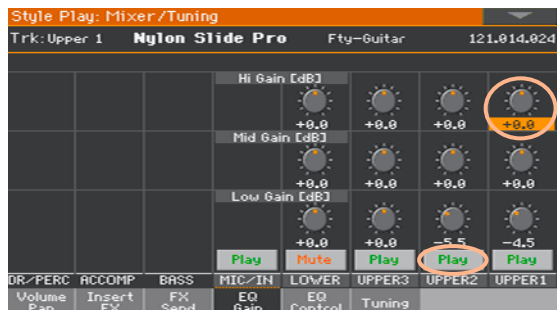 Style Play: Mixer/Tuning
Trk:Upper 1 Nylon Slide Pro Fty-Guitar 121.014.024
Hi Gain [dB]
+0.0 +0.0 +0.0 +0.0
Mid Gain [dB]
+0.0 +0.0 +0.0 +0.0
Low Gain [dB]
+0.0 +0.0 -5.5 -4.5
Play Mute Play Play Play
DR/PERC ACCOMP BASS MIC/IN LOWER UPPER3 UPPER2 UPPER1
Volume Insert FX EQ EQ Tuning
Pan FX Send Gain Control